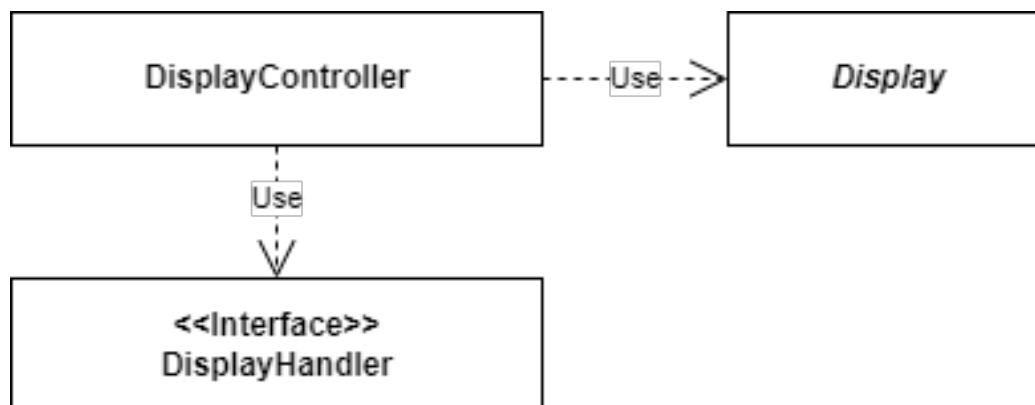 DisplayController
Use
Display
Use
<<Interface>>
DisplayHandler